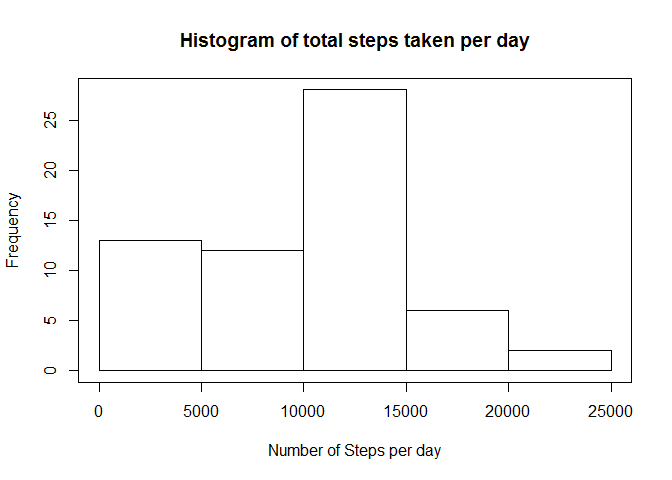 Histogram of total steps taken per day
Frequency
25
20
15
10
5
0
0 5000 10000 15000 20000 25000
Number of Steps per day